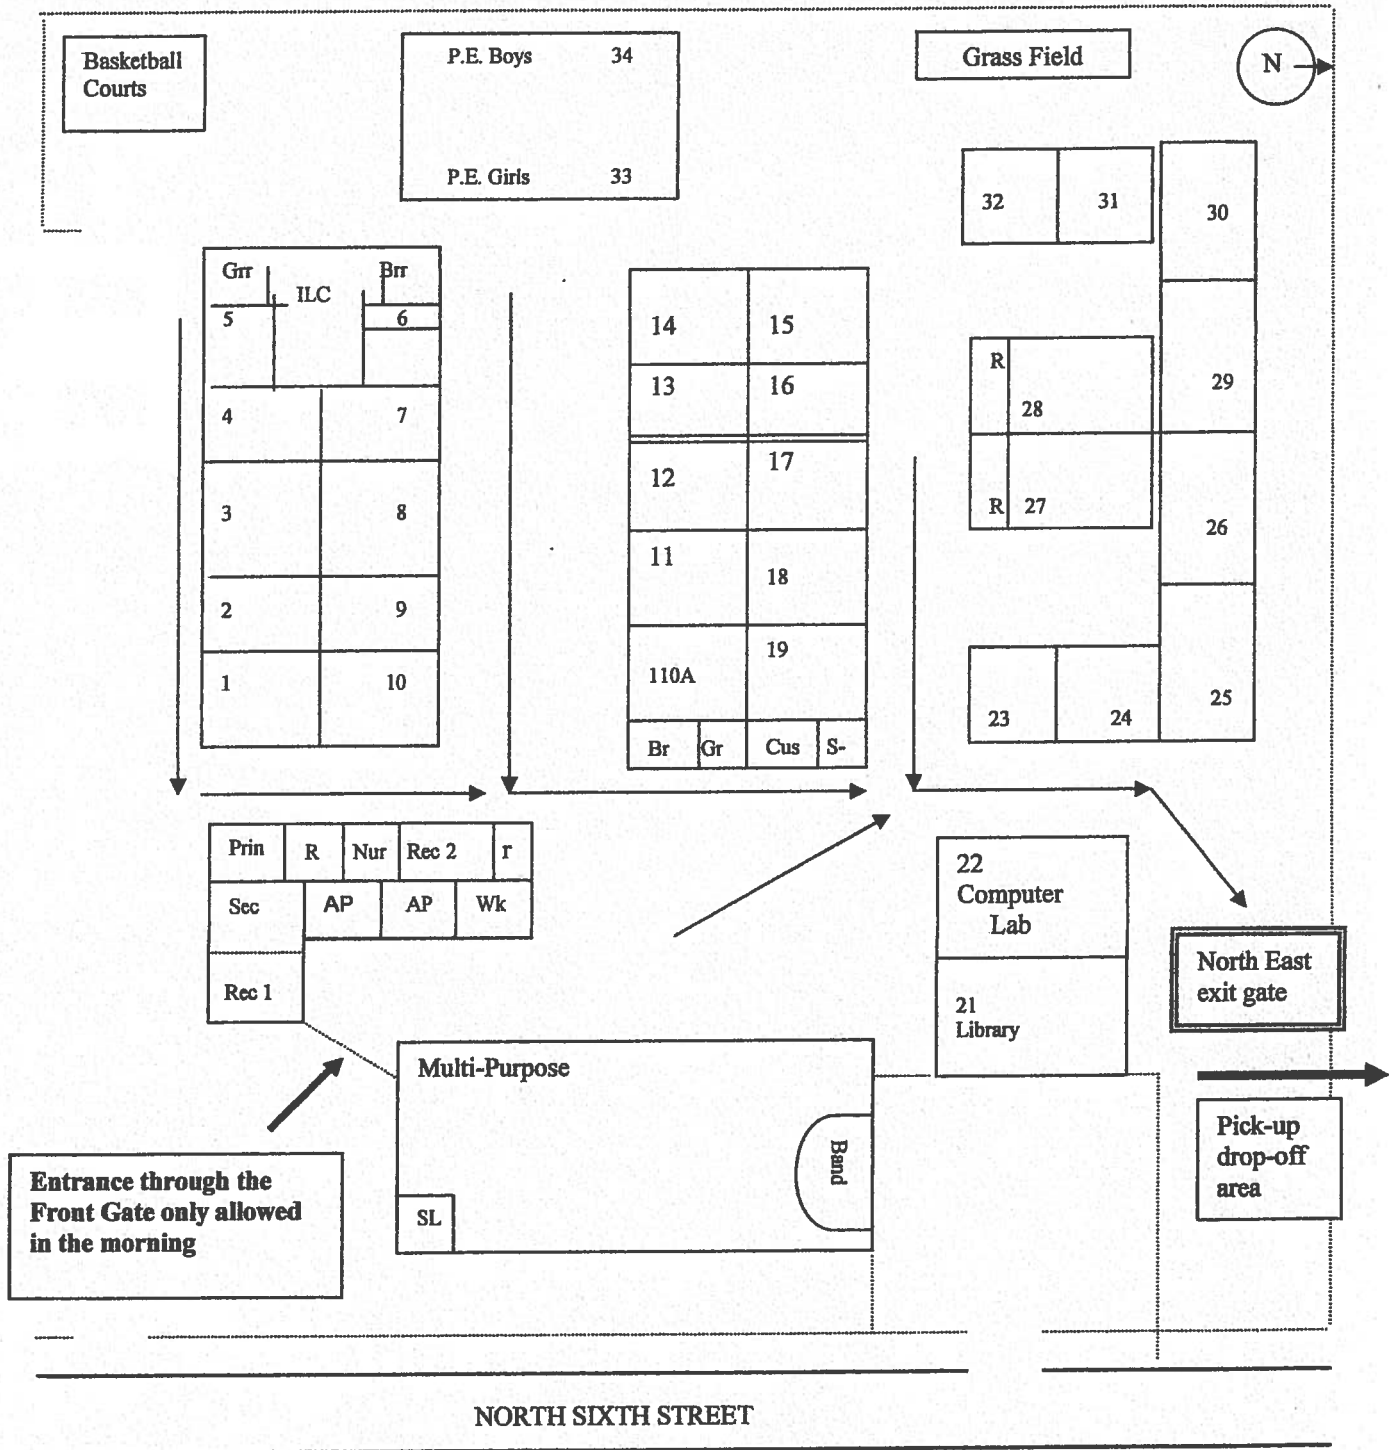 Basketball
Courts
P.E. Boys 34
P.E. Girls 33
Grass Field
N
32 31
30
Grr Brr
ILC
5 6
4 7
3 8
2 9
1 10
14 15
13 16
12 17
11 18
110A 19
Br Gr Cus S-
R 28
29
R 27
26
23 24 25
Prin R Nur Rec 2 r
Sec AP AP Wk
Rec 1
22
Computer
Lab
21
Library
North East
exit gate
Multi-Purpose
Band
SL
Pick-up
drop-off
area
Entrance through the
Front Gate only allowed
in the morning
NORTH SIXTH STREET